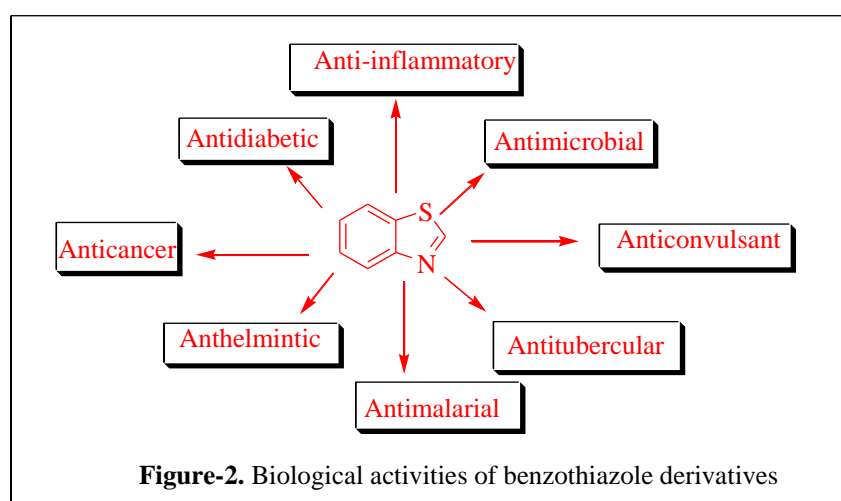 Anti-inflammatory
Antidiabetic
Antimicrobial
S
Anticancer
Anticonvulsant
N
Anthelmintic
Antitubercular
Antimalarial
Figure-2. Biological activities of benzothiazole derivatives